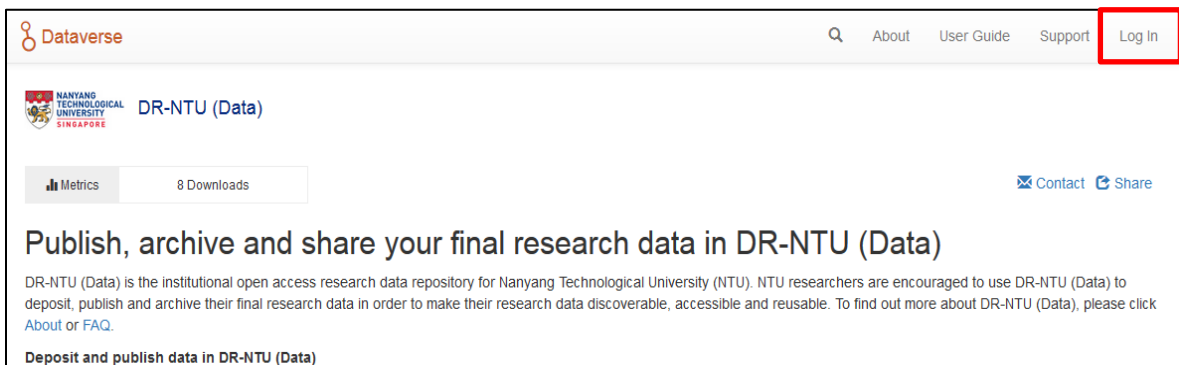 Dataverse
About User Guide Support Log In
NANYANG
TECHNOLOGICAL
UNIVERSITY
SINGAPORE
DR-NTU (Data)
Metrics 8 Downloads
Contact Share
Publish, archive and share your final research data in DR-NTU (Data)
DR-NTU (Data) is the institutional open access research data repository for Nanyang Technological University (NTU). NTU researchers are encouraged to use DR-NTU (Data) to
deposit, publish and archive their final research data in order to make their research data discoverable, accessible and reusable. To find out more about DR-NTU (Data), please click
About or FAQ.
Deposit and publish data in DR-NTU (Data)